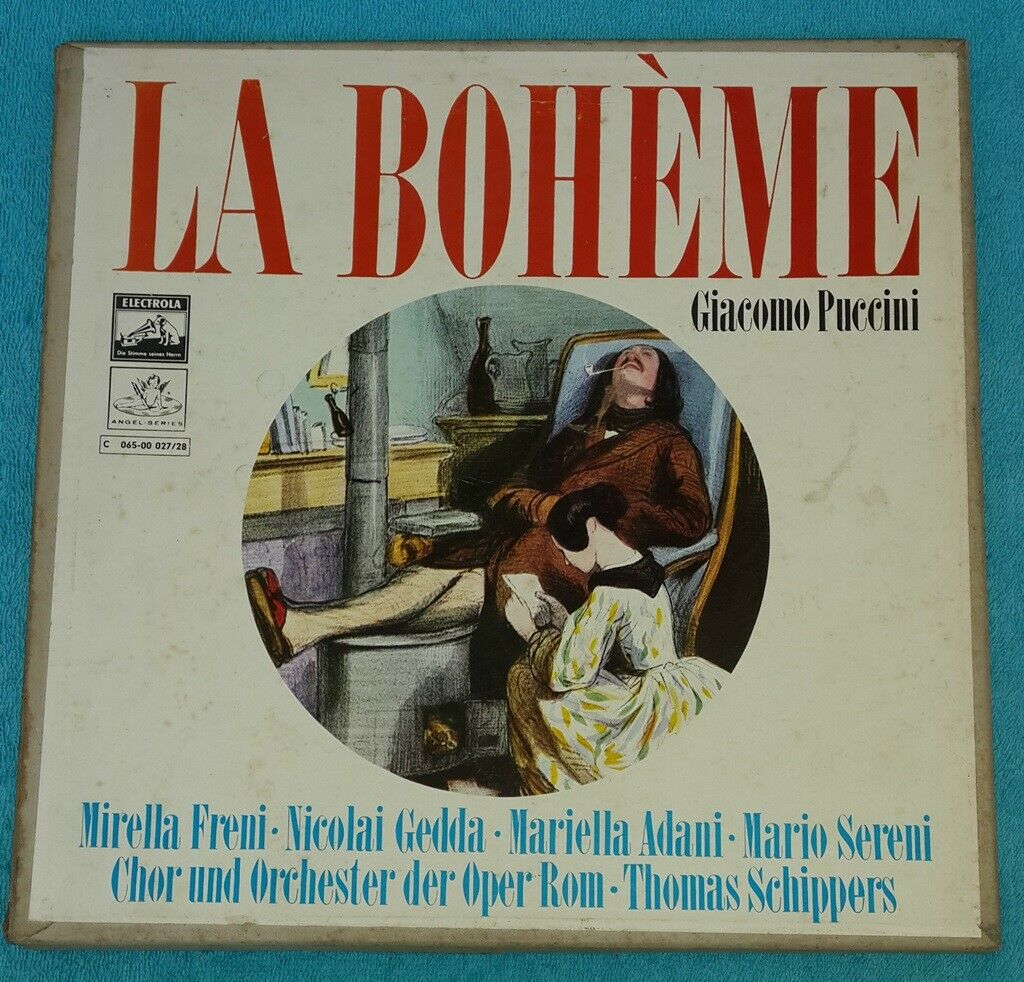 LA BOHÈME
Giacomo Puccini
ELECTROLA
Die Stimme seines Herrn
ANGEL-SERIES
C 065-00 027/28
Mirella Freni · Nicolai Gedda · Mariella Adani · Mario Sereni
Chor und Orchester der Oper Rom · Thomas Schippers